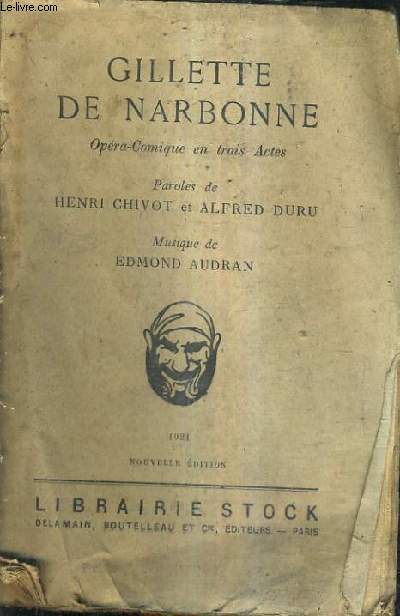 Le-livre.com
GILLETTE
DE NARBONNE
Opéra-Comique en trois Actes
Paroles de
HENRI CHIVOT et ALFRED DURU
Musique de
EDMOND AUDRAN
1921
NOUVELLE ÉDITION
LIBRAIRIE STOCK
DELAMAIN, BOUTELLEAU ET Cie, ÉDITEURS — PARIS